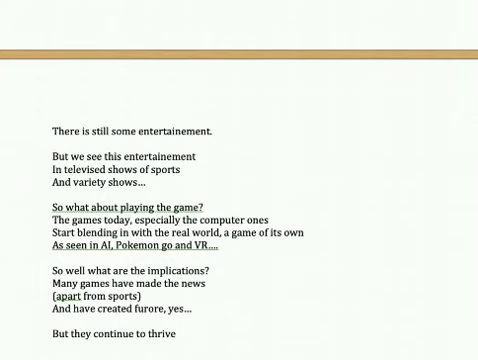 There is still some entertainement.
But we see this entertainement
In televised shows of sports
And variety shows...
So what about playing the game?
The games today, especially the computer ones
Start blending in with the real world, a game of its own
As seen in AI, Pokemon go and VR....
So well what are the implications?
Many games have made the news
(apart from sports)
And have created furore, yes...
But they continue to thrive